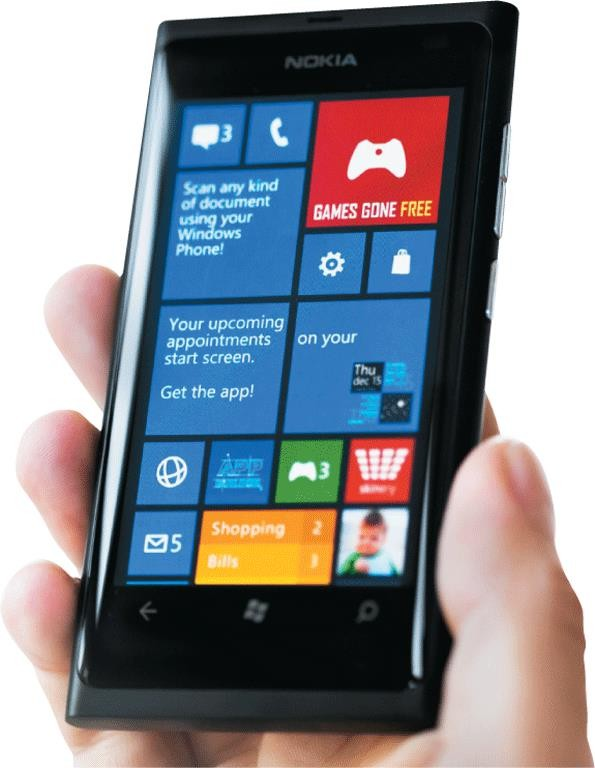 NOKIA
3
GAMES GONE FREE
Scan any kind
of document
using your
Windows
Phone!
Your upcoming
appointments
start screen.
Get the app!
on your
Thu
dec 15
APP
3
5
Shopping 2
Bills 3